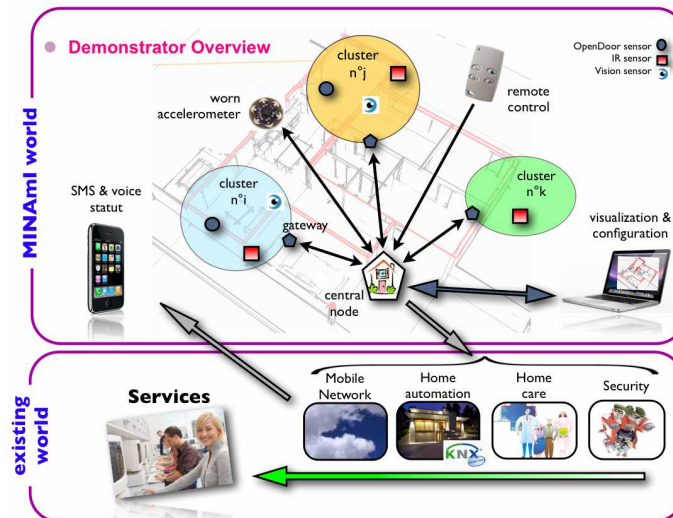 Demonstrator Overview
MINAmI world
OpenDoor sensor
IR sensor
Vision sensor
cluster
n°j
worn
accelerometer
remote
control
cluster
n°i
gateway
cluster
n°k
SMS & voice
statut
visualization &
configuration
central
node
existing
world
Services
Mobile
Network
Home
automation
Home
care
Security
KNX